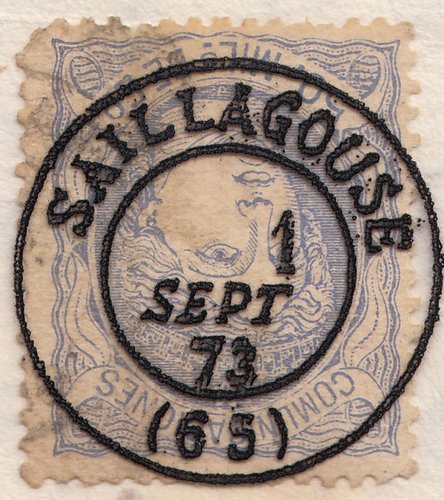 SAILLAGOUSE
1
SEPT
73
(65)
COMUNICACIONES